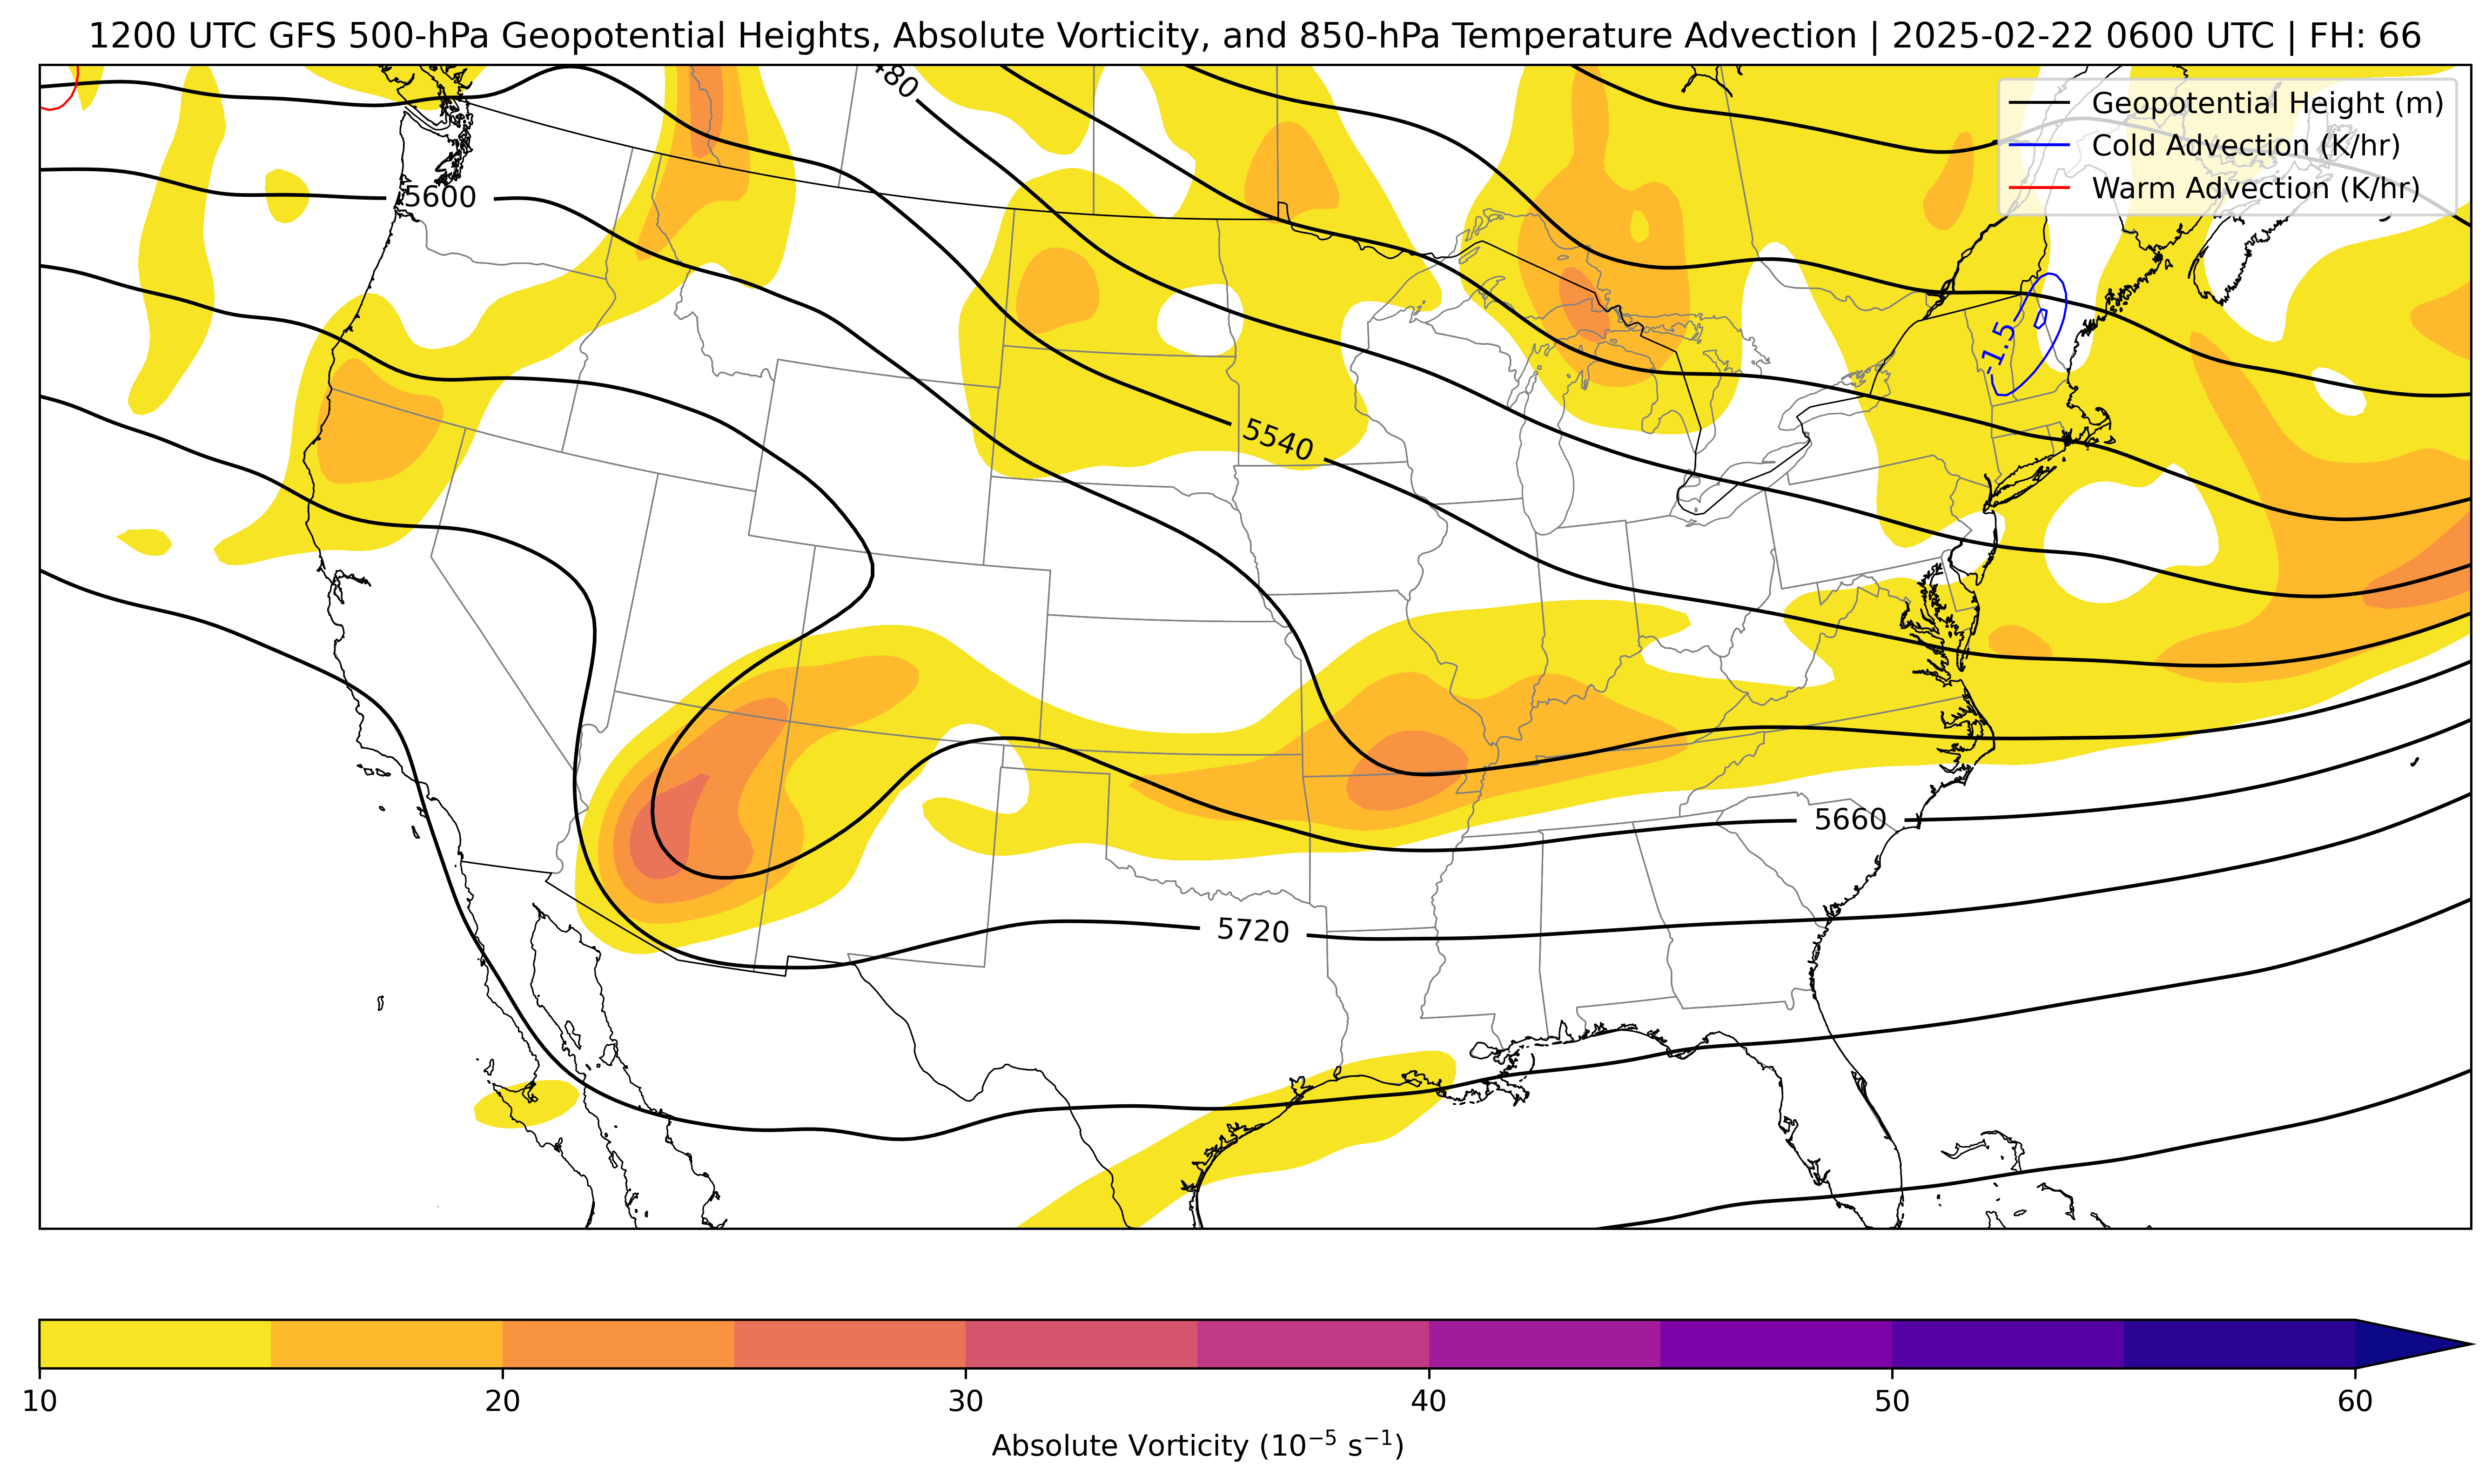 1200 UTC GFS 500-hPa Geopotential Heights, Absolute Vorticity, and 850-hPa Temperature Advection | 2025-02-22 0600 UTC | FH: 66
480
Geopotential Height (m)
Cold Advection (K/hr)
Warm Advection (K/hr)
5600
-1.5
5540
5660
5720
10 20 30 40 50 60
Absolute Vorticity (10⁻⁵ s⁻¹)